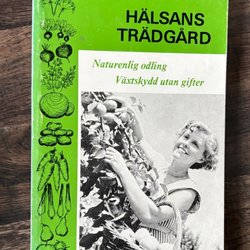 HÄLSANS
TRÄDGÅRD
Naturenlig odling
Växtskydd utan gifter